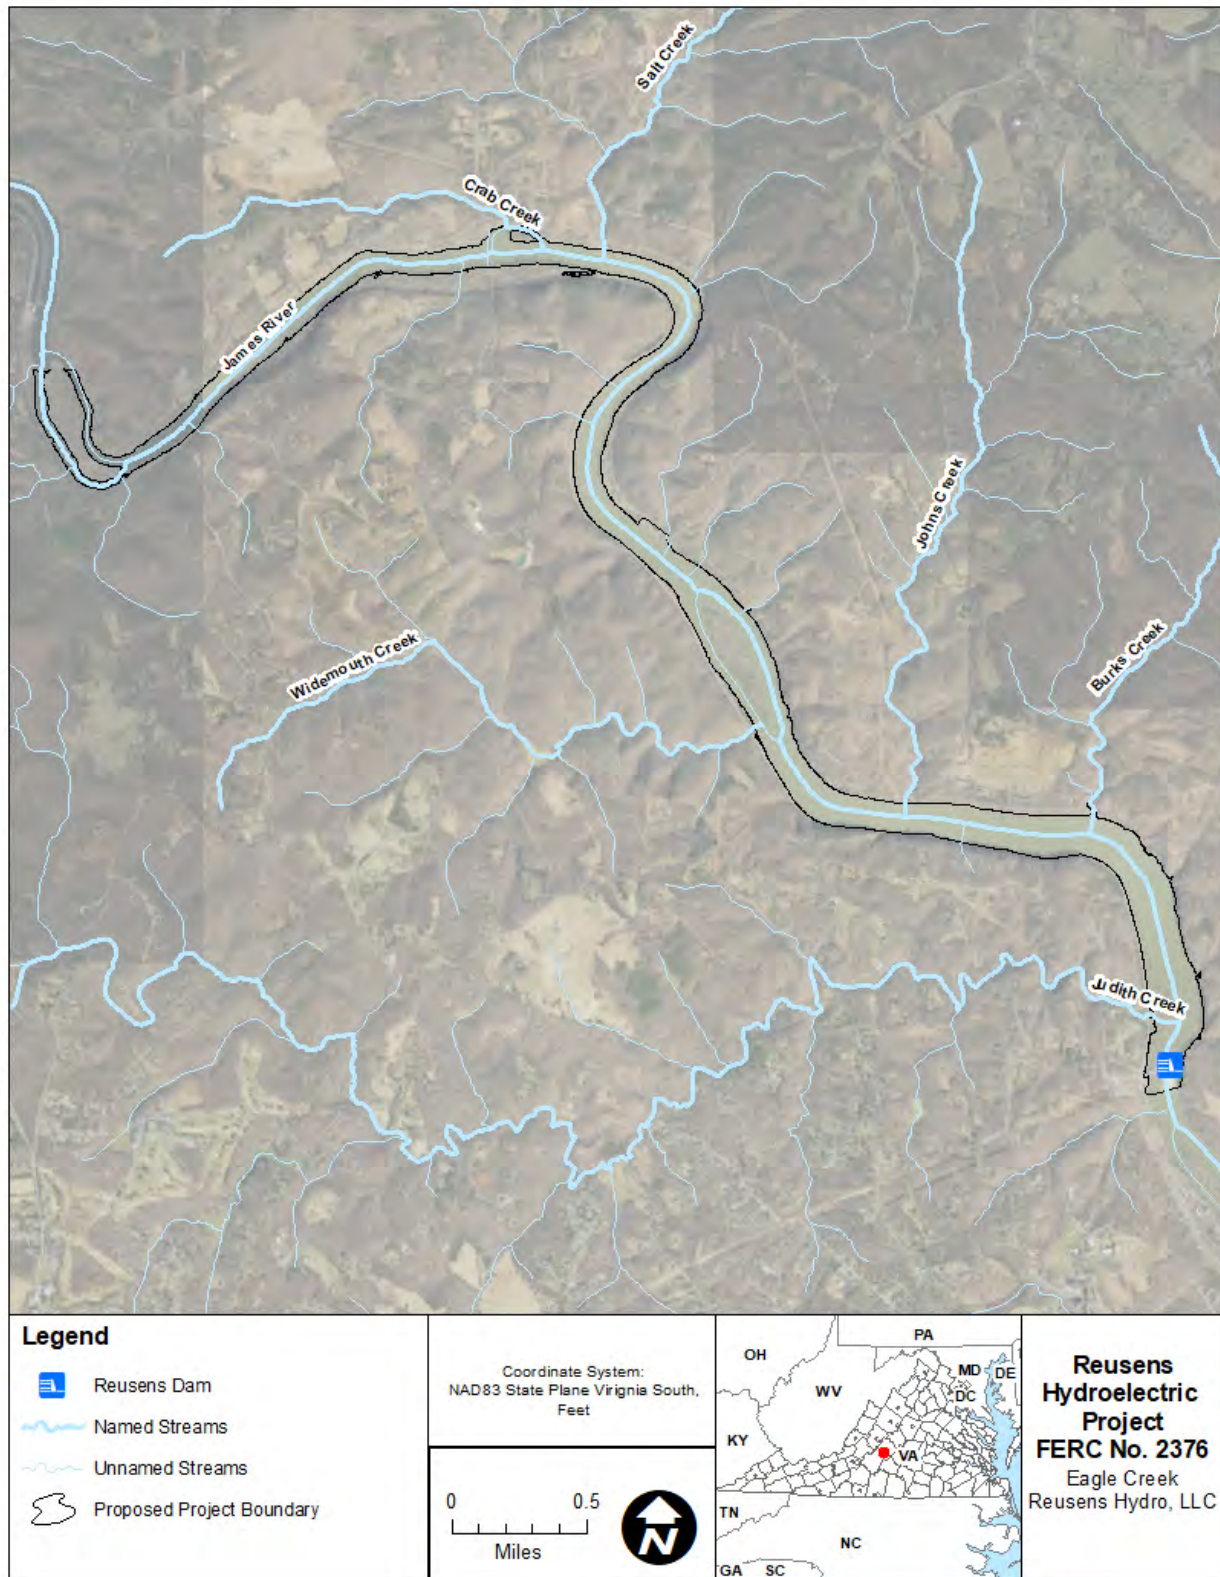 Salt Creek
Crab Creek
James River
Johns Creek
Widemouth Creek
Burks Creek
Judith Creek
Legend
Reusens Dam
Named Streams
Unnamed Streams
Proposed Project Boundary
Coordinate System:
NAD83 State Plane Virignia South,
Feet
0 0.5
Miles
N
PA
OH
MD
DE
WV
DC
KY
VA
TN
NC
GA
SC
Reusens
Hydroelectric
Project
FERC No. 2376
Eagle Creek
Reusens Hydro, LLC